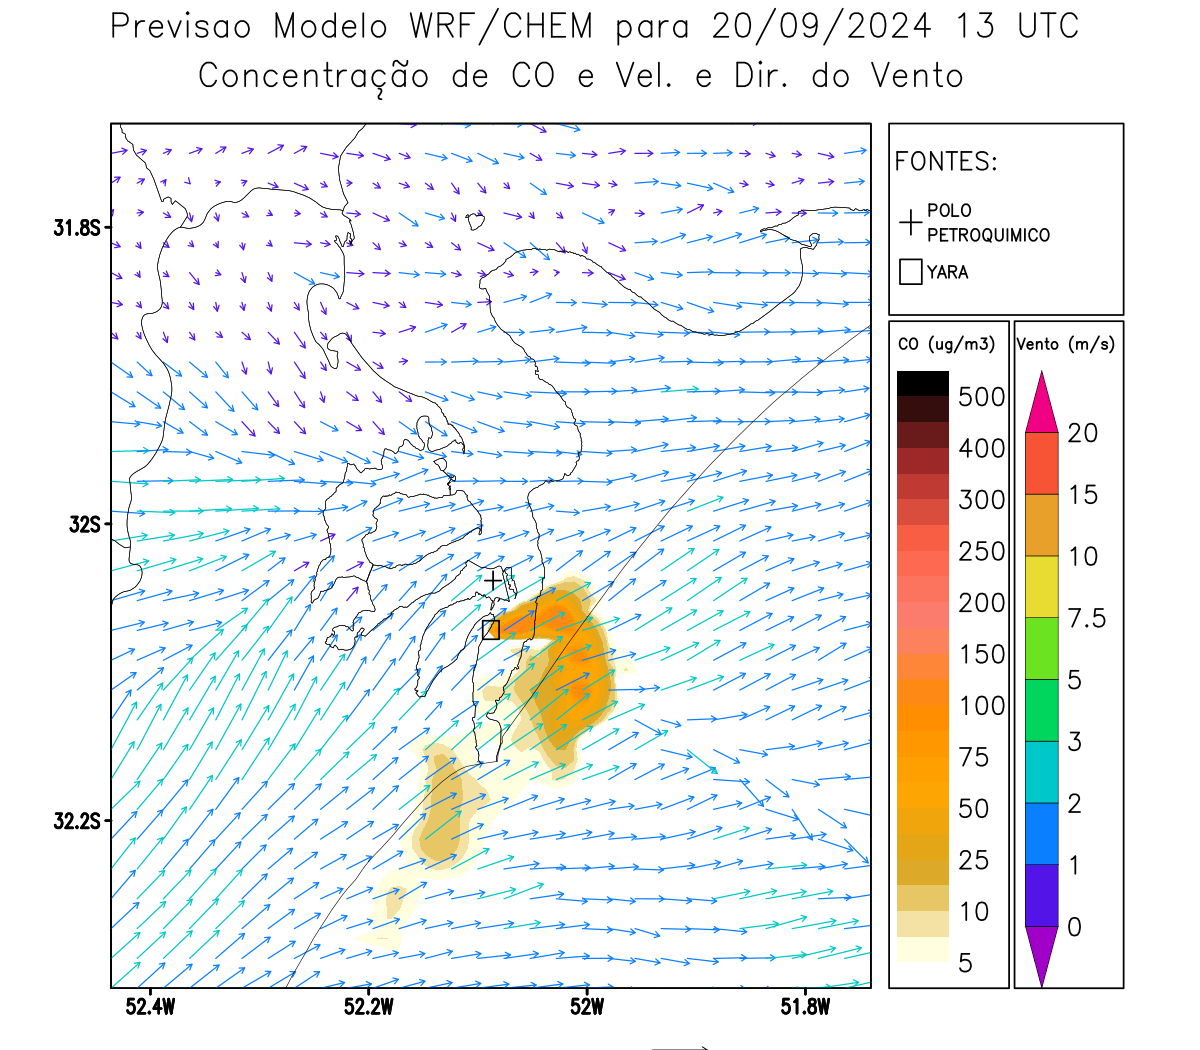 Previsao Modelo WRF/CHEM para 20/09/2024 13 UTC
Concentração de CO e Vel. e Dir. do Vento
FONTES:
POLO
PETROQUIMICO
YARA
CO (ug/m3)
500
400
300
250
200
150
100
75
50
25
10
5
Vento (m/s)
20
15
10
7.5
5
3
2
1
0
31.8S
32S
32.2S
52.4W
52.2W
52W
51.8W